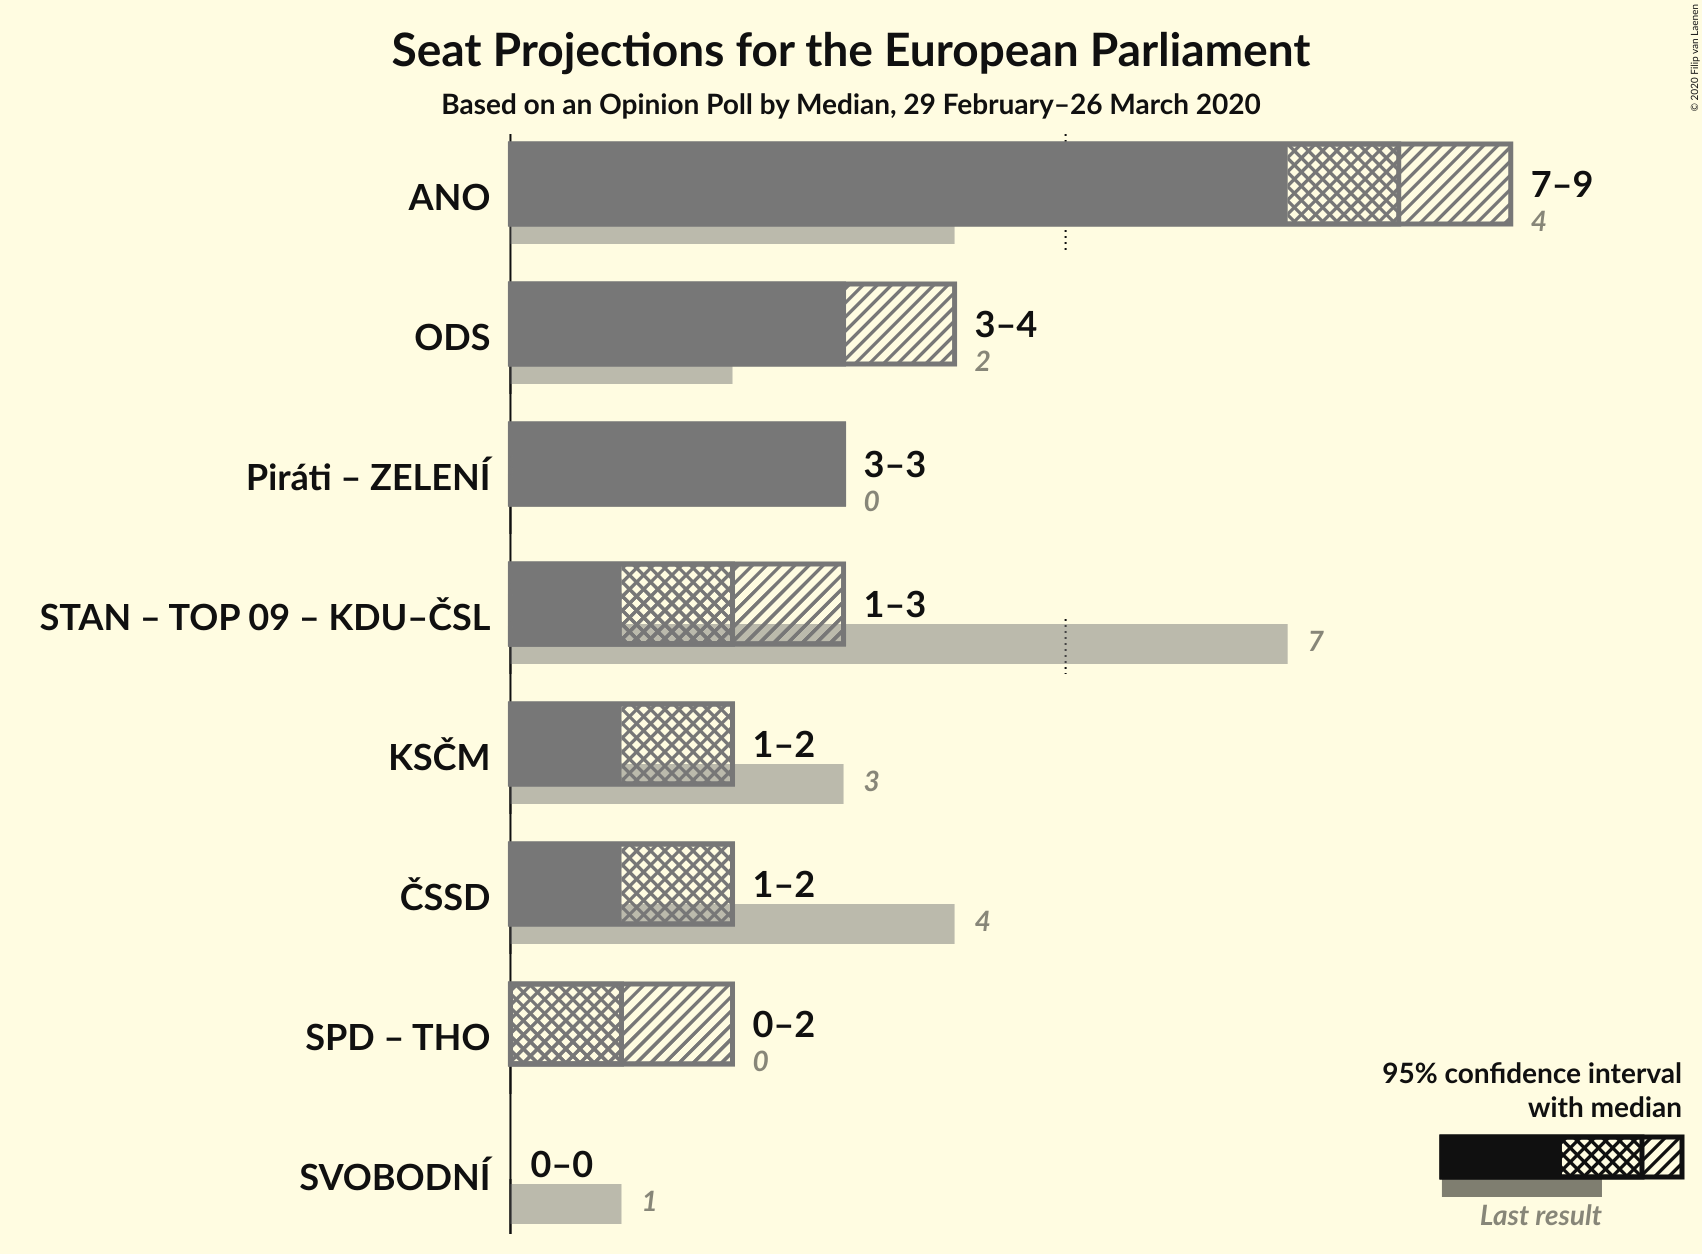 Seat Projections for the European Parliament
Based on an Opinion Poll by Median, 29 February–26 March 2020
© 2020 Filip van Laenen
ANO
7–9
4
ODS
3–4
2
Piráti – ZELENÍ
3–3
0
STAN – TOP 09 – KDU–ČSL
1–3
7
KSČM
1–2
3
ČSSD
1–2
4
SPD – THO
0–2
0
SVOBODNÍ
0–0
1
95% confidence interval
with median
Last result